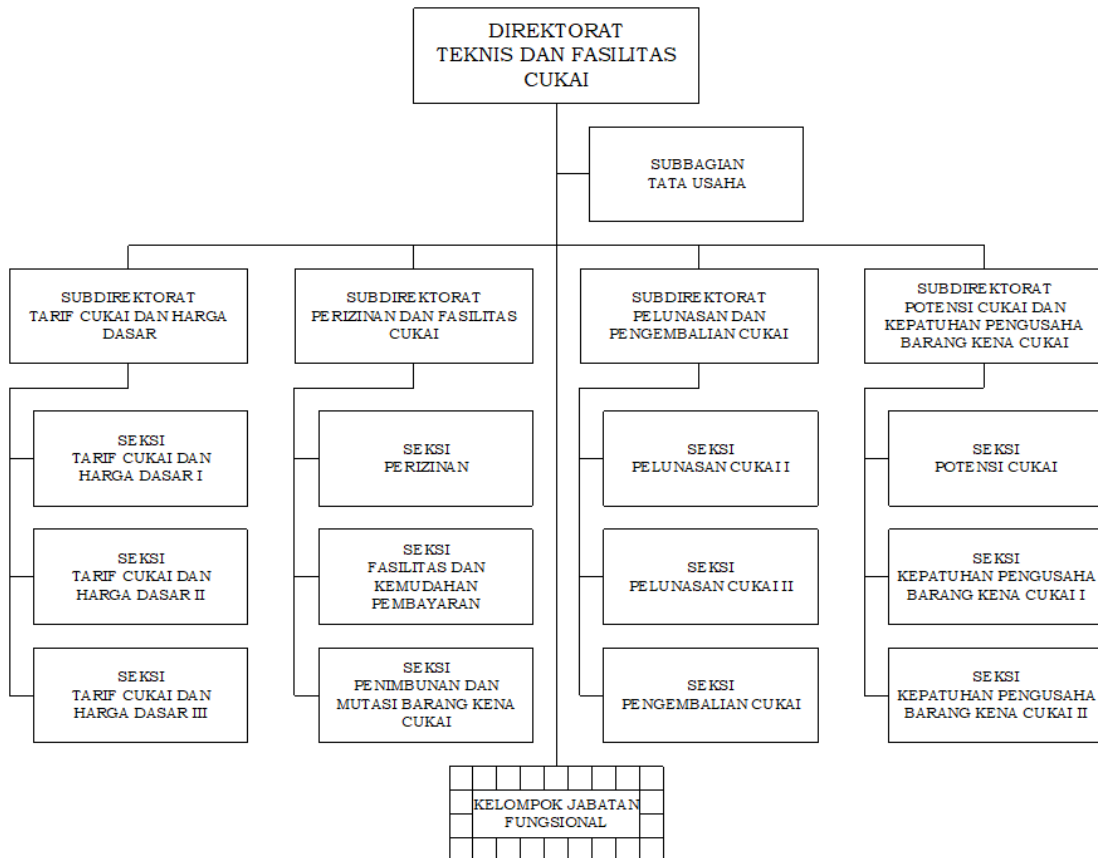 DIREKTORAT
TEKNIS DAN FASILITAS
CUKAI
SUBBAGIAN
TATA USAHA
SUBDIREKTORAT
TARIF CUKAI DAN HARGA
DASAR
SUBDIREKTORAT
PERIZINAN DAN FASILITAS
CUKAI
SUBDIREKTORAT
PELUNASAN DAN
PENGEMBALIAN CUKAI
SUBDIREKTORAT
POTENSI CUKAI DAN
KEPATUHAN PENGUSAHA
BARANG KENA CUKAI
SEKSI
TARIF CUKAI DAN
HARGA DASAR I
SEKSI
PERIZINAN
SEKSI
PELUNASAN CUKAI I
SEKSI
POTENSI CUKAI
SEKSI
TARIF CUKAI DAN
HARGA DASAR II
SEKSI
FASILITAS DAN
KEMUDAHAN
PEMBAYARAN
SEKSI
PELUNASAN CUKAI II
SEKSI
KEPATUHAN PENGUSAHA
BARANG KENA CUKAI I
SEKSI
TARIF CUKAI DAN
HARGA DASAR III
SEKSI
PENIMBUNAN DAN
MUTASI BARANG KENA
CUKAI
SEKSI
PENGEMBALIAN CUKAI
SEKSI
KEPATUHAN PENGUSAHA
BARANG KENA CUKAI II
KELOMPOK JABATAN
FUNGSIONAL